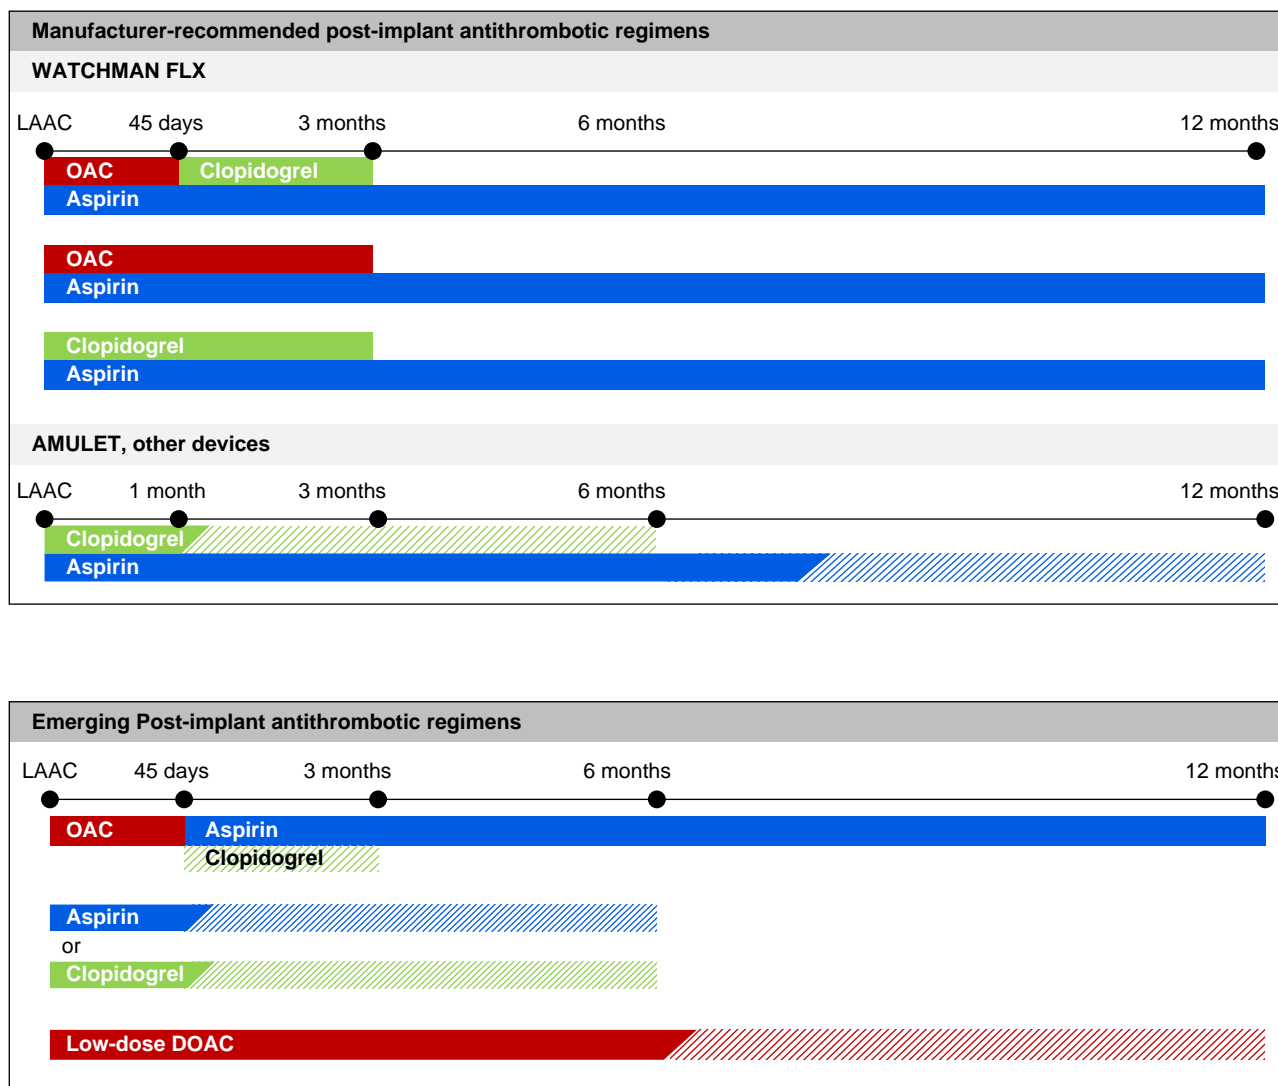 Manufacturer-recommended post-implant antithrombotic regimens
WATCHMAN FLX
LAAC 45 days 3 months 6 months 12 months
OAC Clopidogrel
Aspirin
OAC
Aspirin
Clopidogrel
Aspirin
AMULET, other devices
LAAC 1 month 3 months 6 months 12 months
Clopidogrel
Aspirin
Emerging Post-implant antithrombotic regimens
LAAC 45 days 3 months 6 months 12 months
OAC Aspirin
Clopidogrel
Aspirin
or
Clopidogrel
Low-dose DOAC